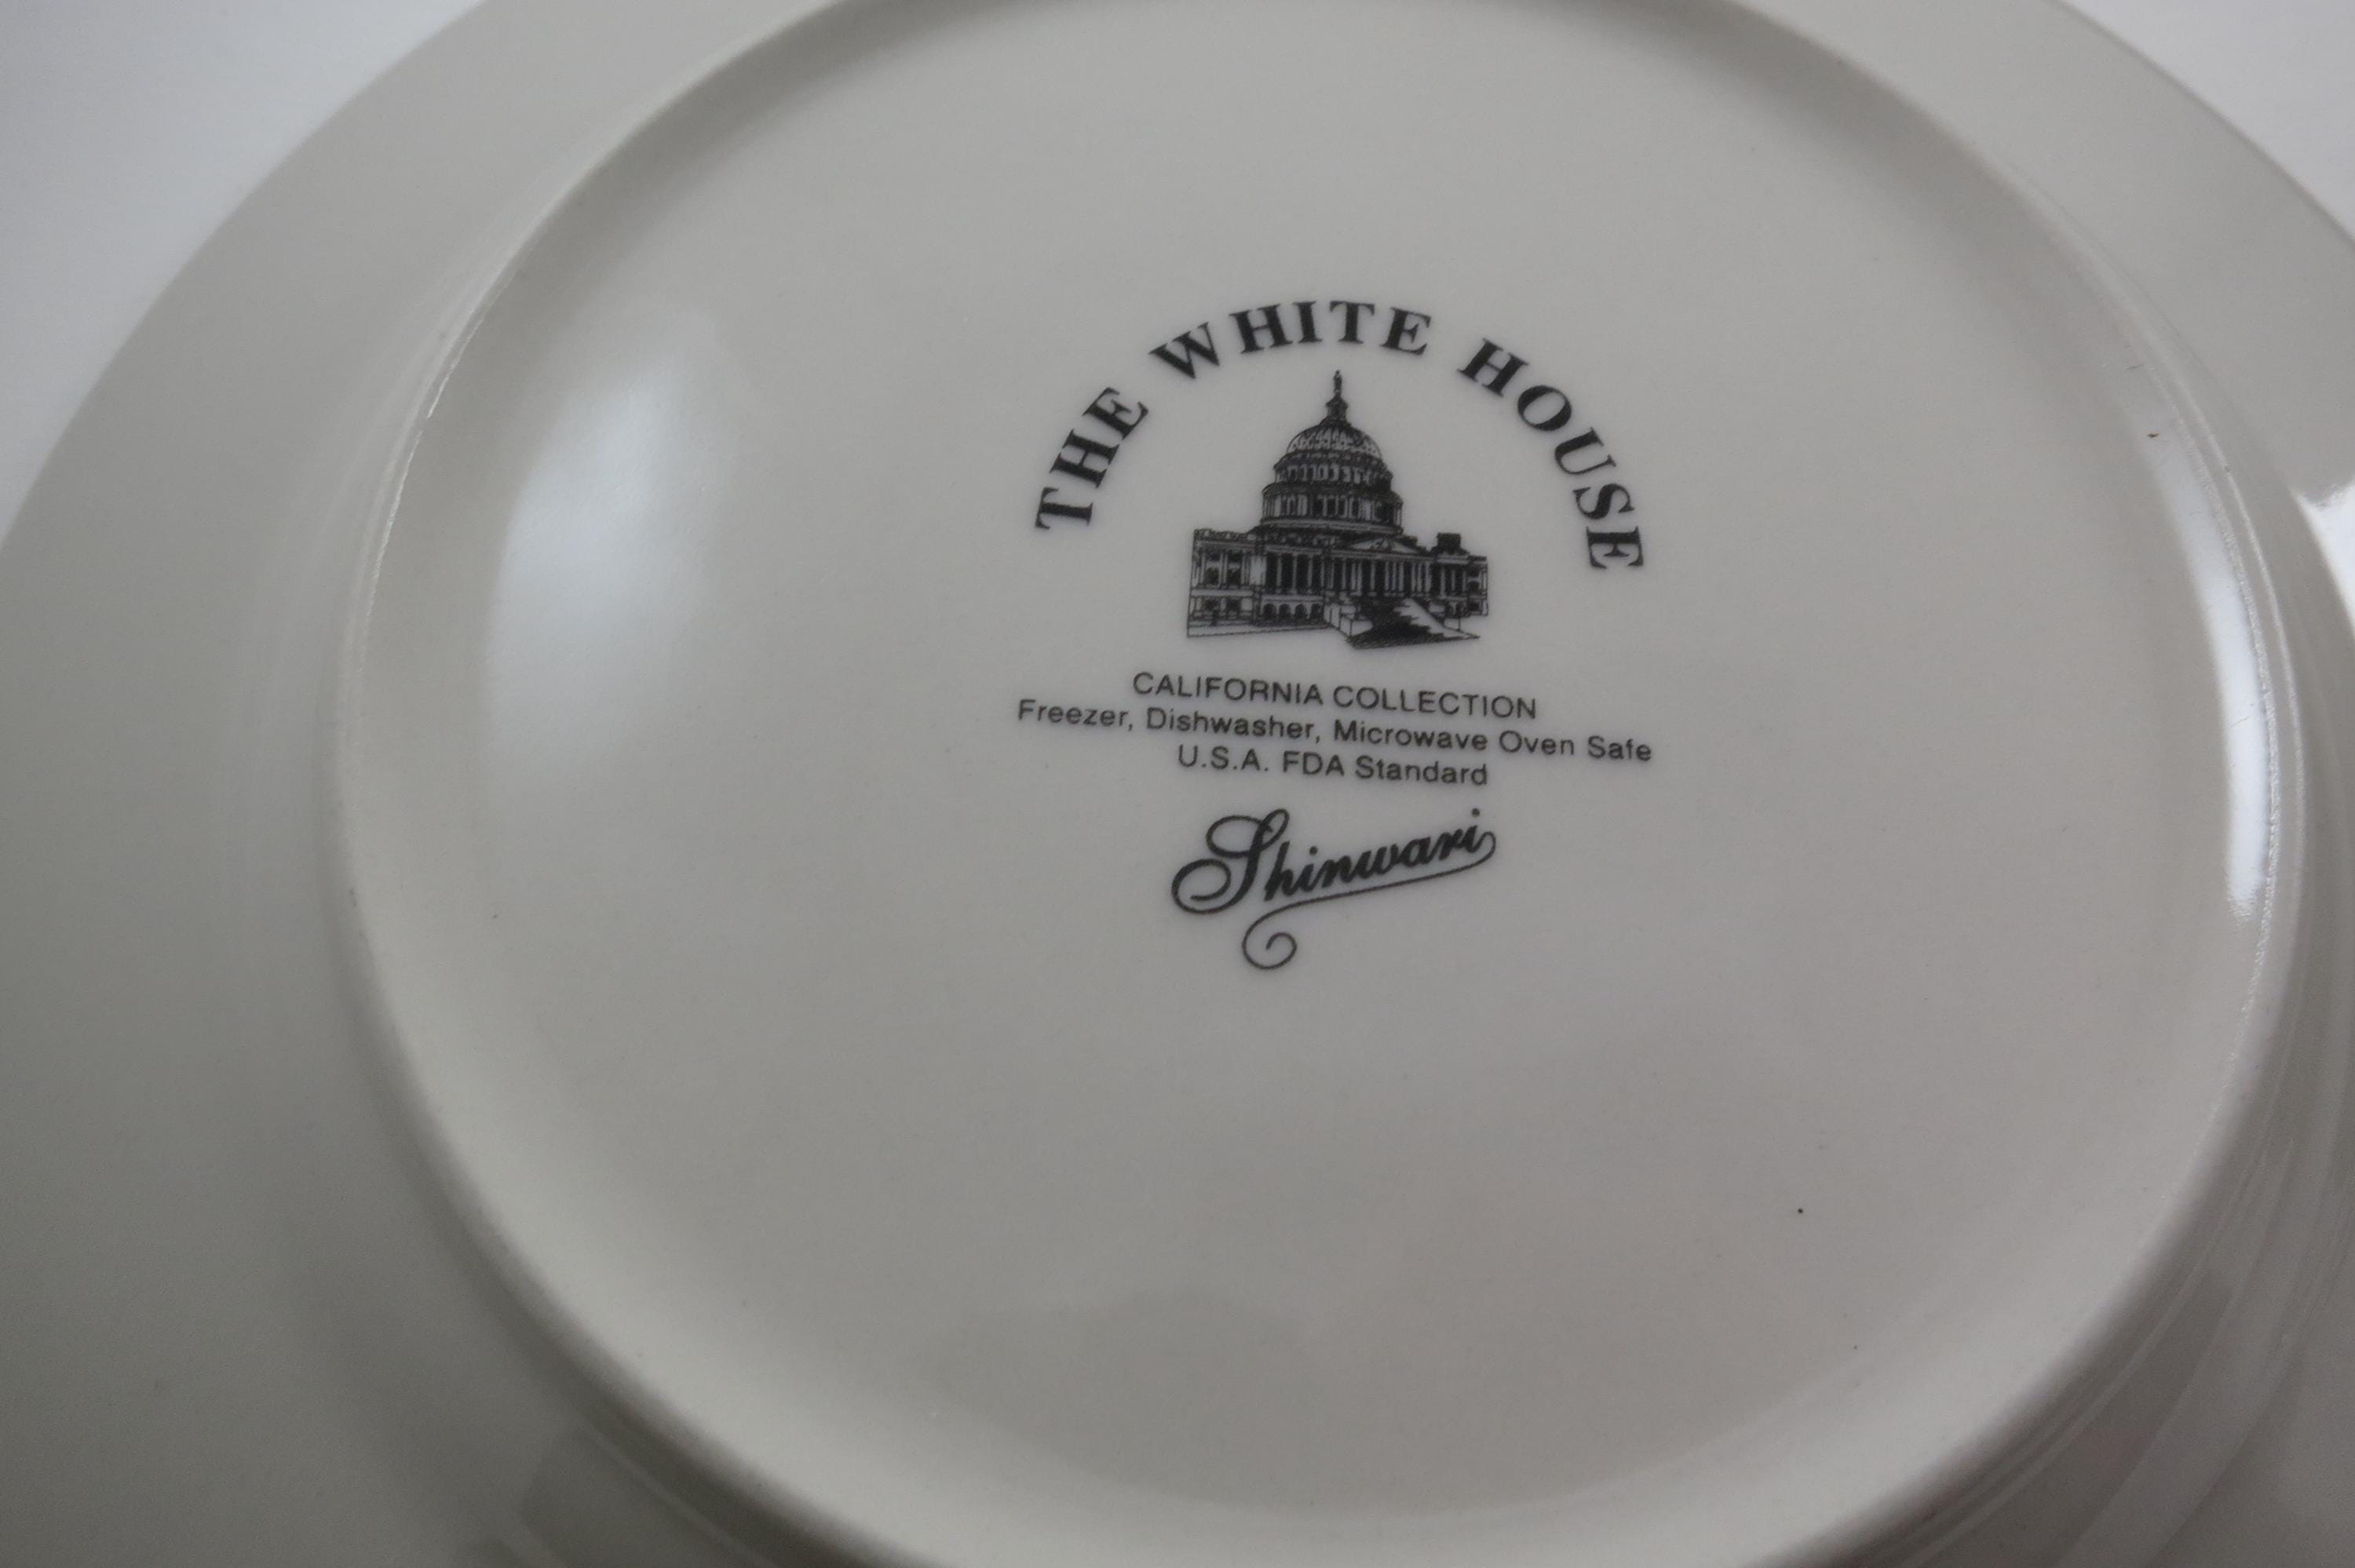 THE WHITE HOUSE
CALIFORNIA COLLECTION
Freezer, Dishwasher, Microwave Oven Safe
U.S.A. FDA Standard
Shinwari